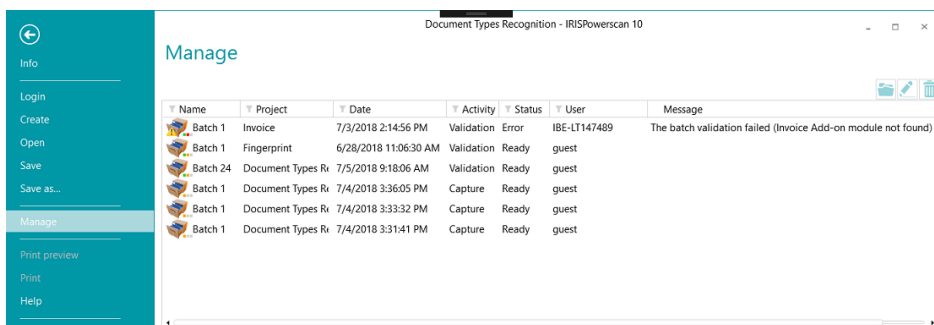 Document Types Recognition - IRISPowerscan 10
Info
Login
Create
Open
Save
Save as...
Manage
Print preview
Print
Help
Manage
Name Project Date Activity Status User Message
Batch 1 Invoice 7/3/2018 2:14:56 PM Validation Error IBE-LT147489 The batch validation failed (Invoice Add-on module not found)
Batch 1 Fingerprint 6/28/2018 11:06:30 AM Validation Ready guest
Batch 24 Document Types Re 7/5/2018 9:18:06 AM Validation Ready guest
Batch 1 Document Types Re 7/4/2018 3:36:05 PM Capture Ready guest
Batch 1 Document Types Re 7/4/2018 3:33:32 PM Capture Ready guest
Batch 1 Document Types Re 7/4/2018 3:31:41 PM Capture Ready guest